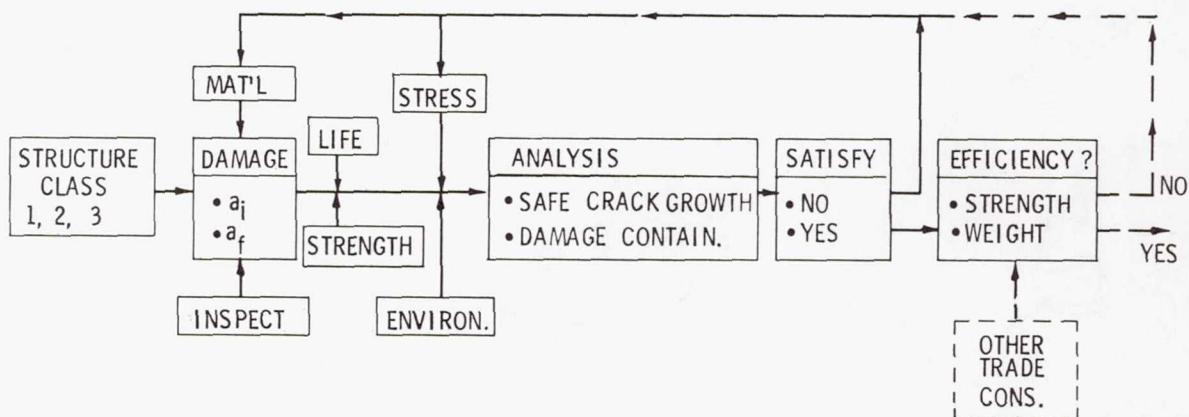 MAT'L
STRESS
LIFE
STRUCTURE
CLASS
1, 2, 3
DAMAGE
• aᵢ
• a_f
STRENGTH
INSPECT
ENVIRON.
ANALYSIS
• SAFE CRACK GROWTH
• DAMAGE CONTAIN.
SATISFY
• NO
• YES
EFFICIENCY?
• STRENGTH
• WEIGHT
NO
YES
OTHER
TRADE
CONS.